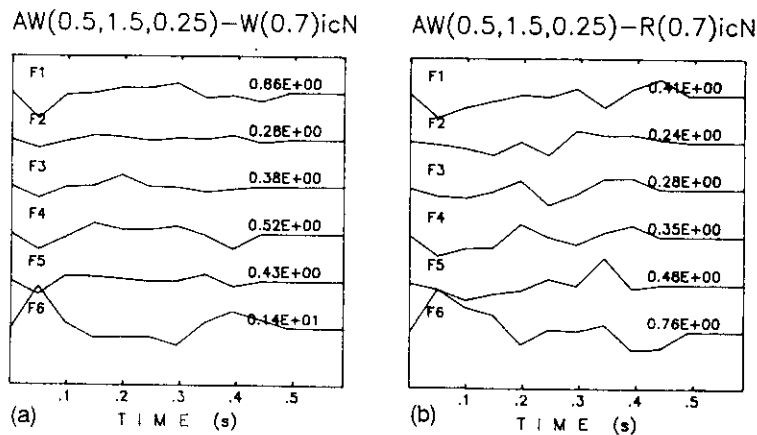 AW(0.5,1.5,0.25)-W(0.7)icN
F1
0.86E+00
F2
0.28E+00
F3
0.38E+00
F4
0.52E+00
F5
0.43E+00
F6
0.14E+01
.1 .2 .3 .4 .5
(a) TIME (s)
AW(0.5,1.5,0.25)-R(0.7)icN
F1
0.41E+00
F2
0.24E+00
F3
0.28E+00
F4
0.35E+00
F5
0.48E+00
F6
0.76E+00
.1 .2 .3 .4 .5
(b) TIME (s)